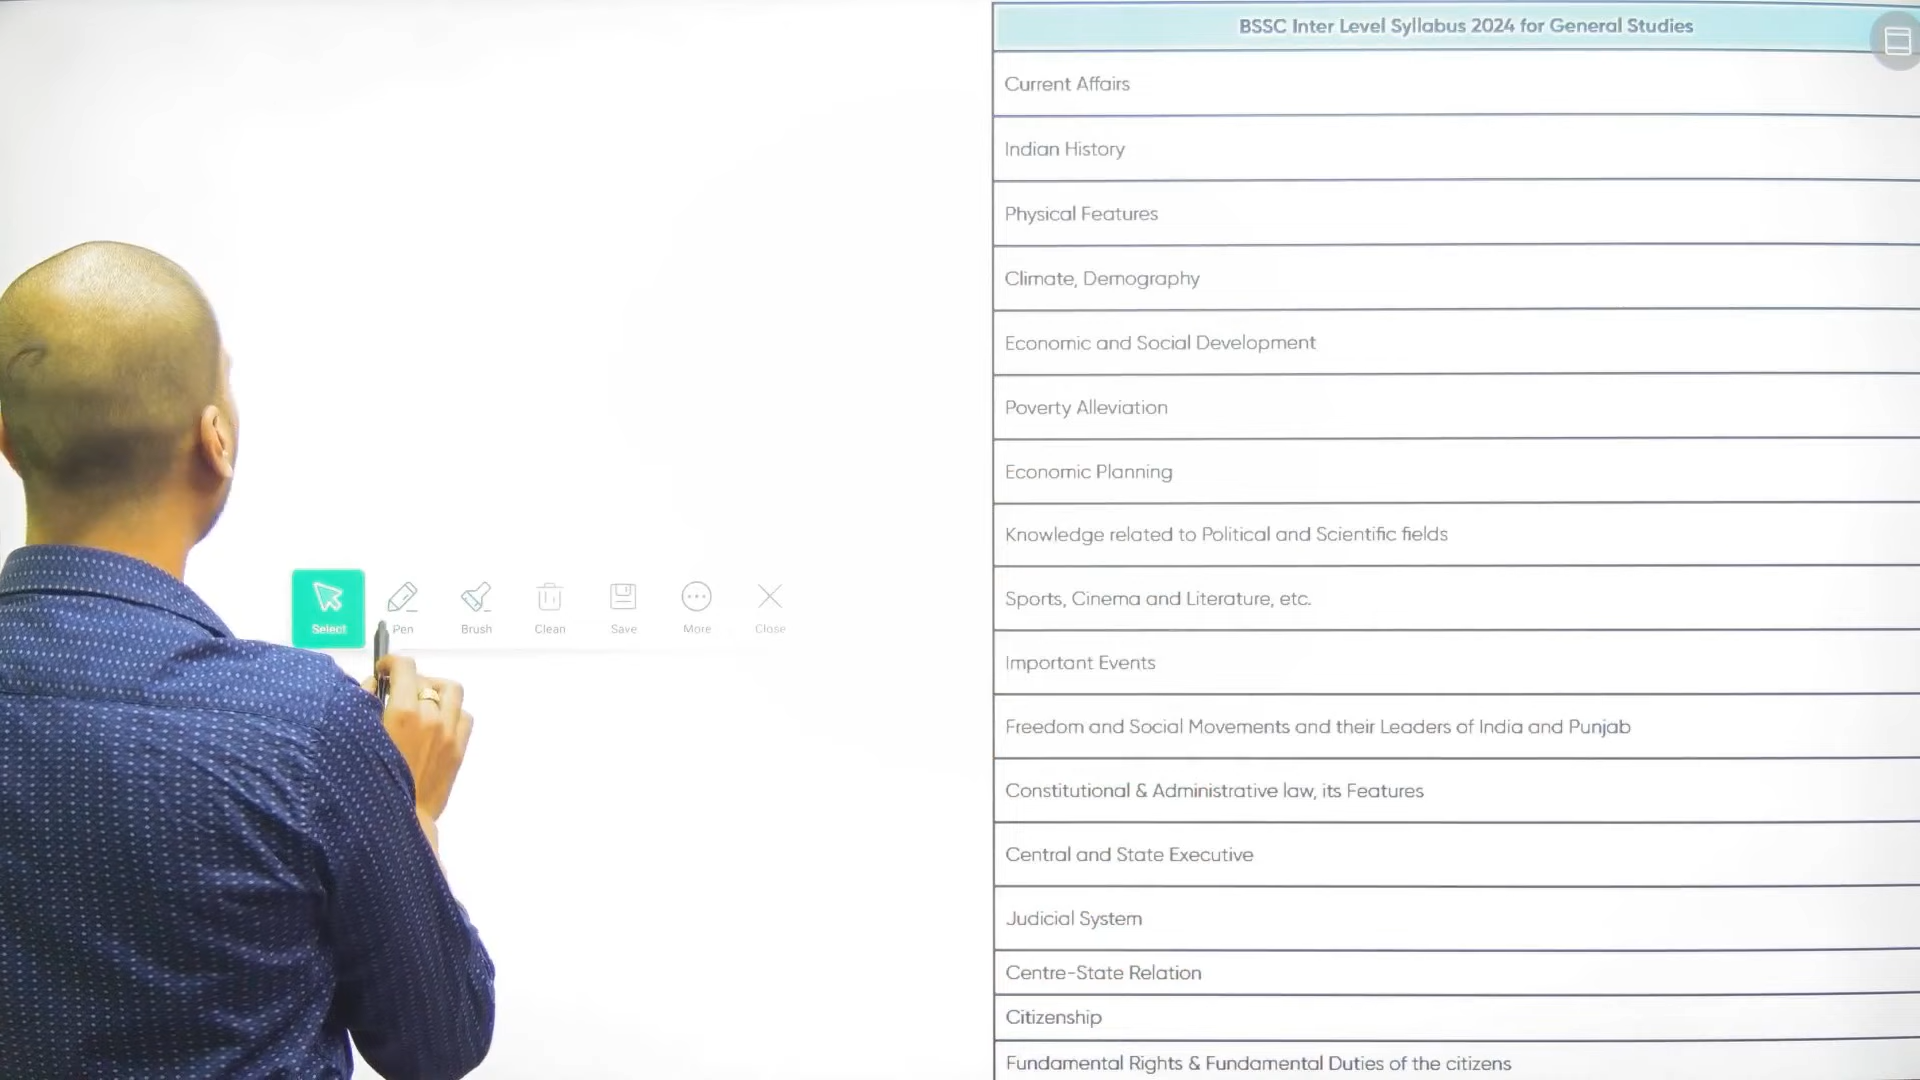 BSSC Inter Level Syllabus 2024 for General Studies
Current Affairs
Indian History
Physical Features
Climate, Demography
Economic and Social Development
Poverty Alleviation
Economic Planning
Knowledge related to Political and Scientific fields
Sports, Cinema and Literature, etc.
Important Events
Freedom and Social Movements and their Leaders of India and Punjab
Constitutional & Administrative law, its Features
Central and State Executive
Judicial System
Centre-State Relation
Citizenship
Fundamental Rights & Fundamental Duties of the citizens
Select
Pen
Brush
Clean
Save
More
Close